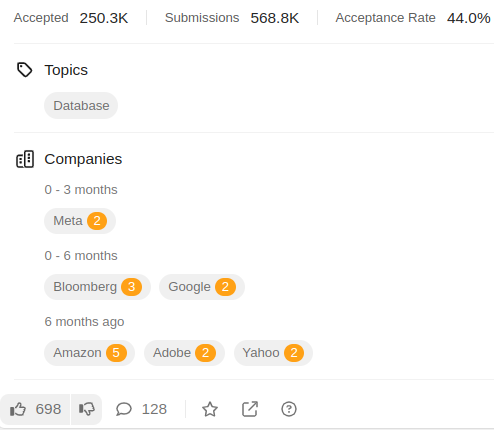 Accepted 250.3K Submissions 568.8K Acceptance Rate 44.0%
Topics
Database
Companies
0 - 3 months
Meta 2
0 - 6 months
Bloomberg 3 Google 2
6 months ago
Amazon 5 Adobe 2 Yahoo 2
698 128